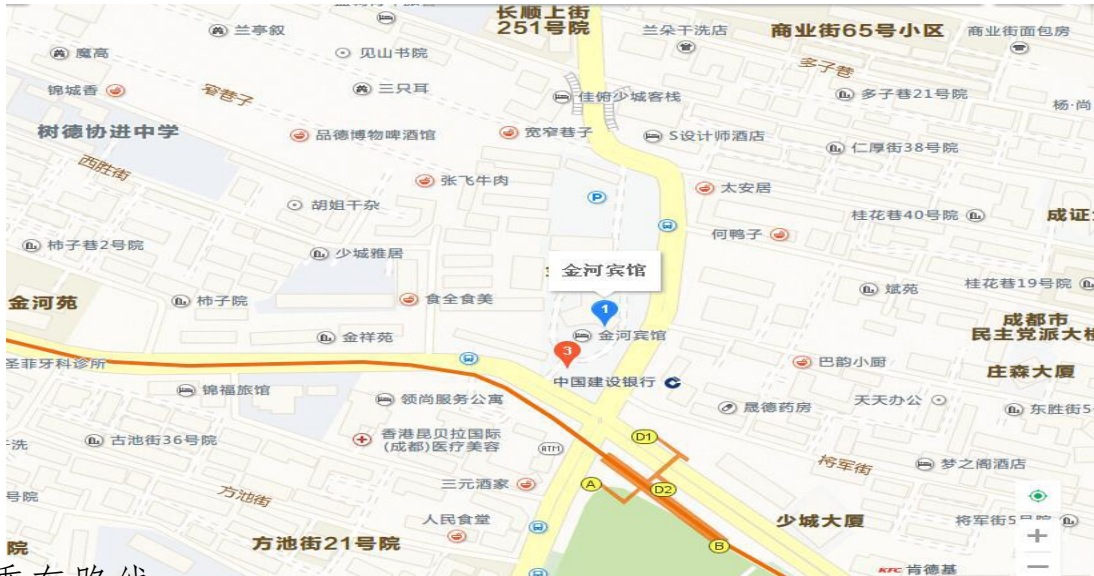 长顺上街
251号院
兰亭叙
兰朵干洗店
商业街65号小区
商业街面包房
魔高
见山书院
多子巷
锦城香
窄巷子
三只耳
佳俯少城客栈
多子巷21号院
杨·尚
树德协进中学
品德博物啤酒馆
宽窄巷子
S设计师酒店
仁厚街38号院
西胜街
张飞牛肉
太安居
P
胡姐干杂
桂花巷40号院
成证
何鸭子
柿子巷2号院
少城雅居
金河宾馆
斌苑
桂花巷19号院
金河苑
柿子院
食全食美
1
成都市
民主党派大楼
金祥苑
金河宾馆
3
圣菲牙科诊所
巴韵小厨
中国建设银行
庄森大厦
锦福旅馆
领尚服务公寓
晟德药房
天天办公
东胜街5
古池街36号院
香港昆贝拉国际
(成都)医疗美容
ATM
D1
将军街
梦之阁酒店
洗
号院
方池街
三元酒家
A
D2
人民食堂
少城大厦
将军街5号院
院
方池街21号院
B
+
KFC 肯德基
乘车路线